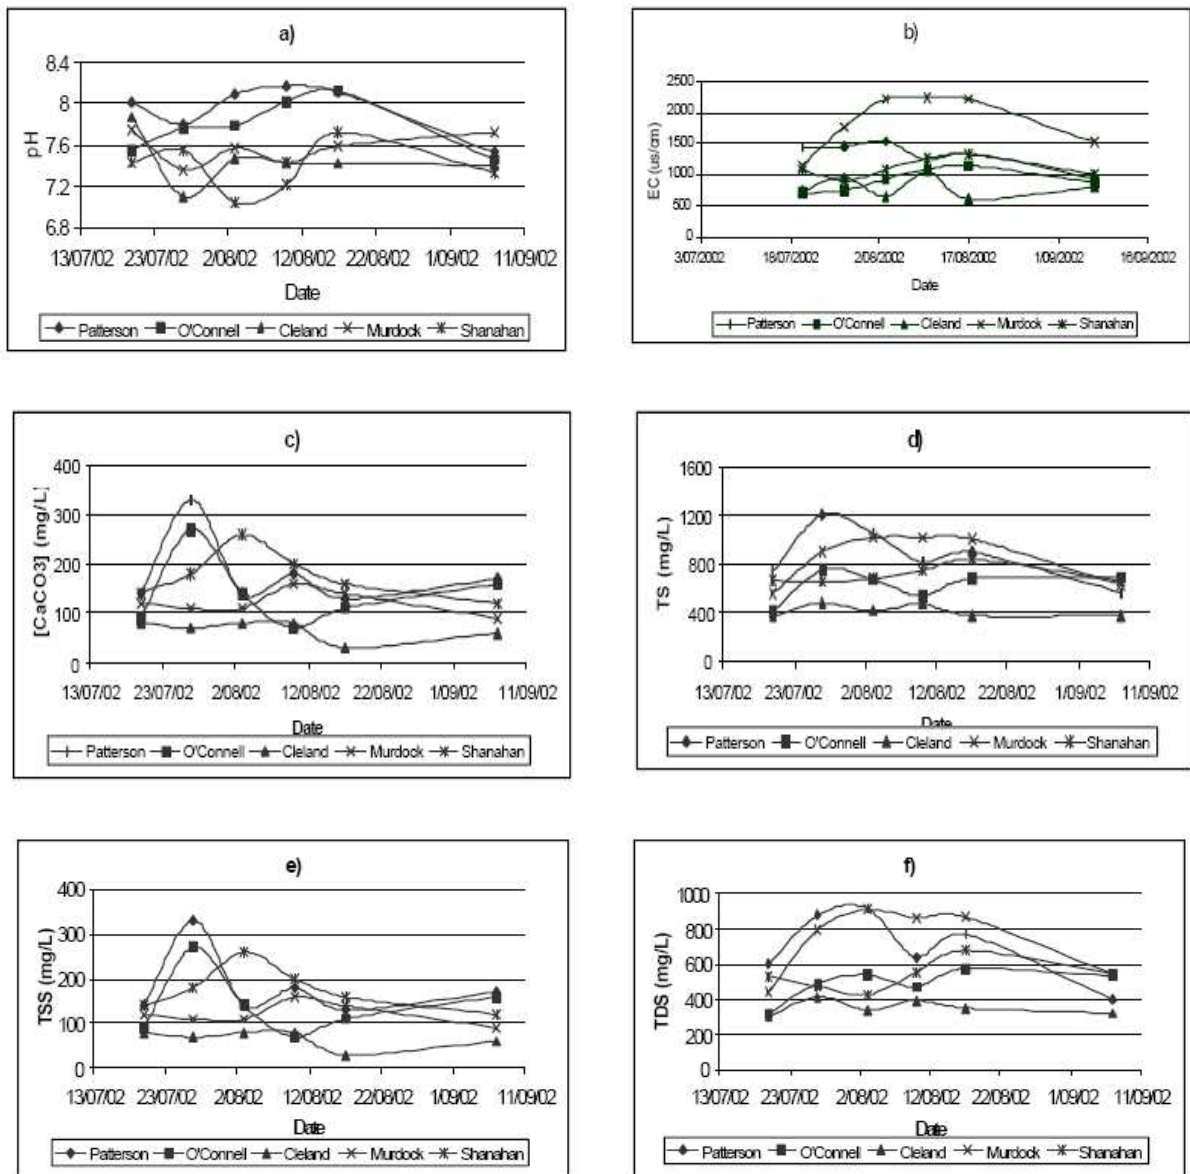 a)
pH
8.4
8
7.6
7.2
6.8
13/07/02 23/07/02 2/08/02 12/08/02 22/08/02 1/09/02 11/09/02
Date
Patterson O'Connell Cleland Murdock Shanahan
b)
EC (us/cm)
2500
2000
1500
1000
500
0
3/07/2002 18/07/2002 2/08/2002 17/08/2002 1/09/2002 16/09/2002
Date
Patterson O'Connell Cleland Murdock Shanahan
c)
[CaCO3] (mg/L]
400
300
200
100
0
13/07/02 23/07/02 2/08/02 12/08/02 22/08/02 1/09/02 11/09/02
Date
Patterson O'Connell Cleland Murdock Shanahan
d)
TS (mg/L)
1600
1200
800
400
0
13/07/02 23/07/02 2/08/02 12/08/02 22/08/02 1/09/02 11/09/02
Date
Patterson O'Connell Cleland Murdock Shanahan
e)
TSS (mg/L)
400
300
200
100
0
13/07/02 23/07/02 2/08/02 12/08/02 22/08/02 1/09/02 11/09/02
Date
Patterson O'Connell Cleland Murdock Shanahan
f)
TDS (mg/L)
1000
800
600
400
200
0
13/07/02 23/07/02 2/08/02 12/08/02 22/08/02 1/09/02 11/09/02
Date
Patterson O'Connell Cleland Murdock Shanahan